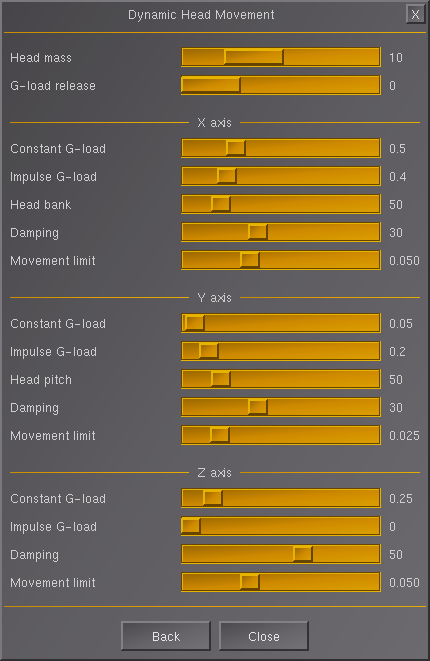 Dynamic Head Movement X
Head mass 10
G-load release 0
X axis
Constant G-load 0.5
Impulse G-load 0.4
Head bank 50
Damping 30
Movement limit 0.050
Y axis
Constant G-load 0.05
Impulse G-load 0.2
Head pitch 50
Damping 30
Movement limit 0.025
Z axis
Constant G-load 0.25
Impulse G-load 0
Damping 50
Movement limit 0.050
Back Close